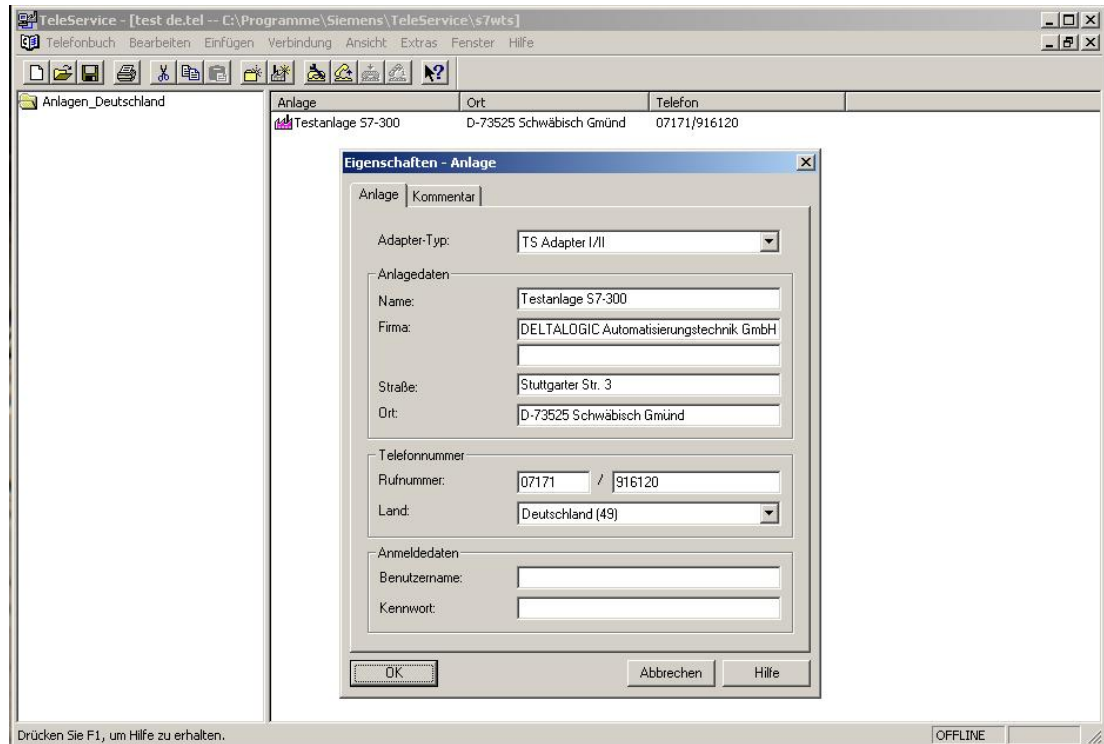 TeleService - [test de.tel -- C:\Programme\Siemens\TeleService\s7wts]
Telefonbuch Bearbeiten Einfügen Verbindung Ansicht Extras Fenster Hilfe
Anlagen_Deutschland
Anlage Ort Telefon
Testanlage S7-300 D-73525 Schwäbisch Gmünd 07171/916120
Eigenschaften - Anlage
Anlage Kommentar
Adapter-Typ: TS Adapter I/II
Anlagedaten
Name: Testanlage S7-300
Firma: DELTALOGIC Automatisierungstechnik GmbH
Straße: Stuttgarter Str. 3
Ort: D-73525 Schwäbisch Gmünd
Telefonnummer
Rufnummer: 07171 / 916120
Land: Deutschland (49)
Anmeldedaten
Benutzername:
Kennwort:
OK Abbrechen Hilfe
Drücken Sie F1, um Hilfe zu erhalten. OFFLINE